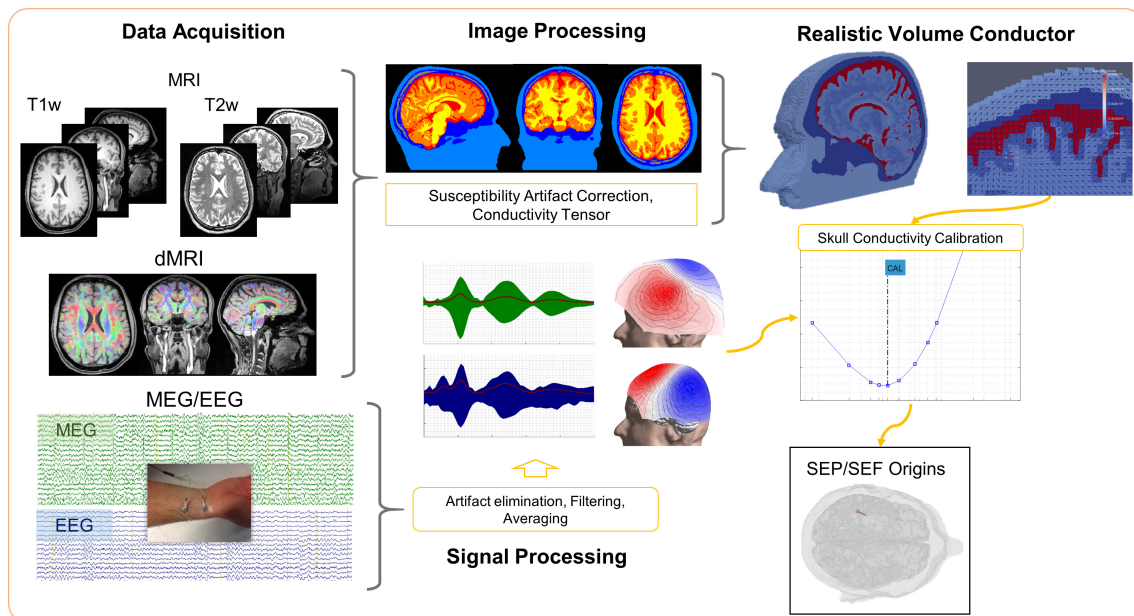 Data Acquisition
MRI
T1w
T2w
dMRI
MEG/EEG
MEG
EEG
Image Processing
Susceptibility Artifact Correction,
Conductivity Tensor
Artifact elimination, Filtering,
Averaging
Signal Processing
Realistic Volume Conductor
Skull Conductivity Calibration
CAL
SEP/SEF Origins